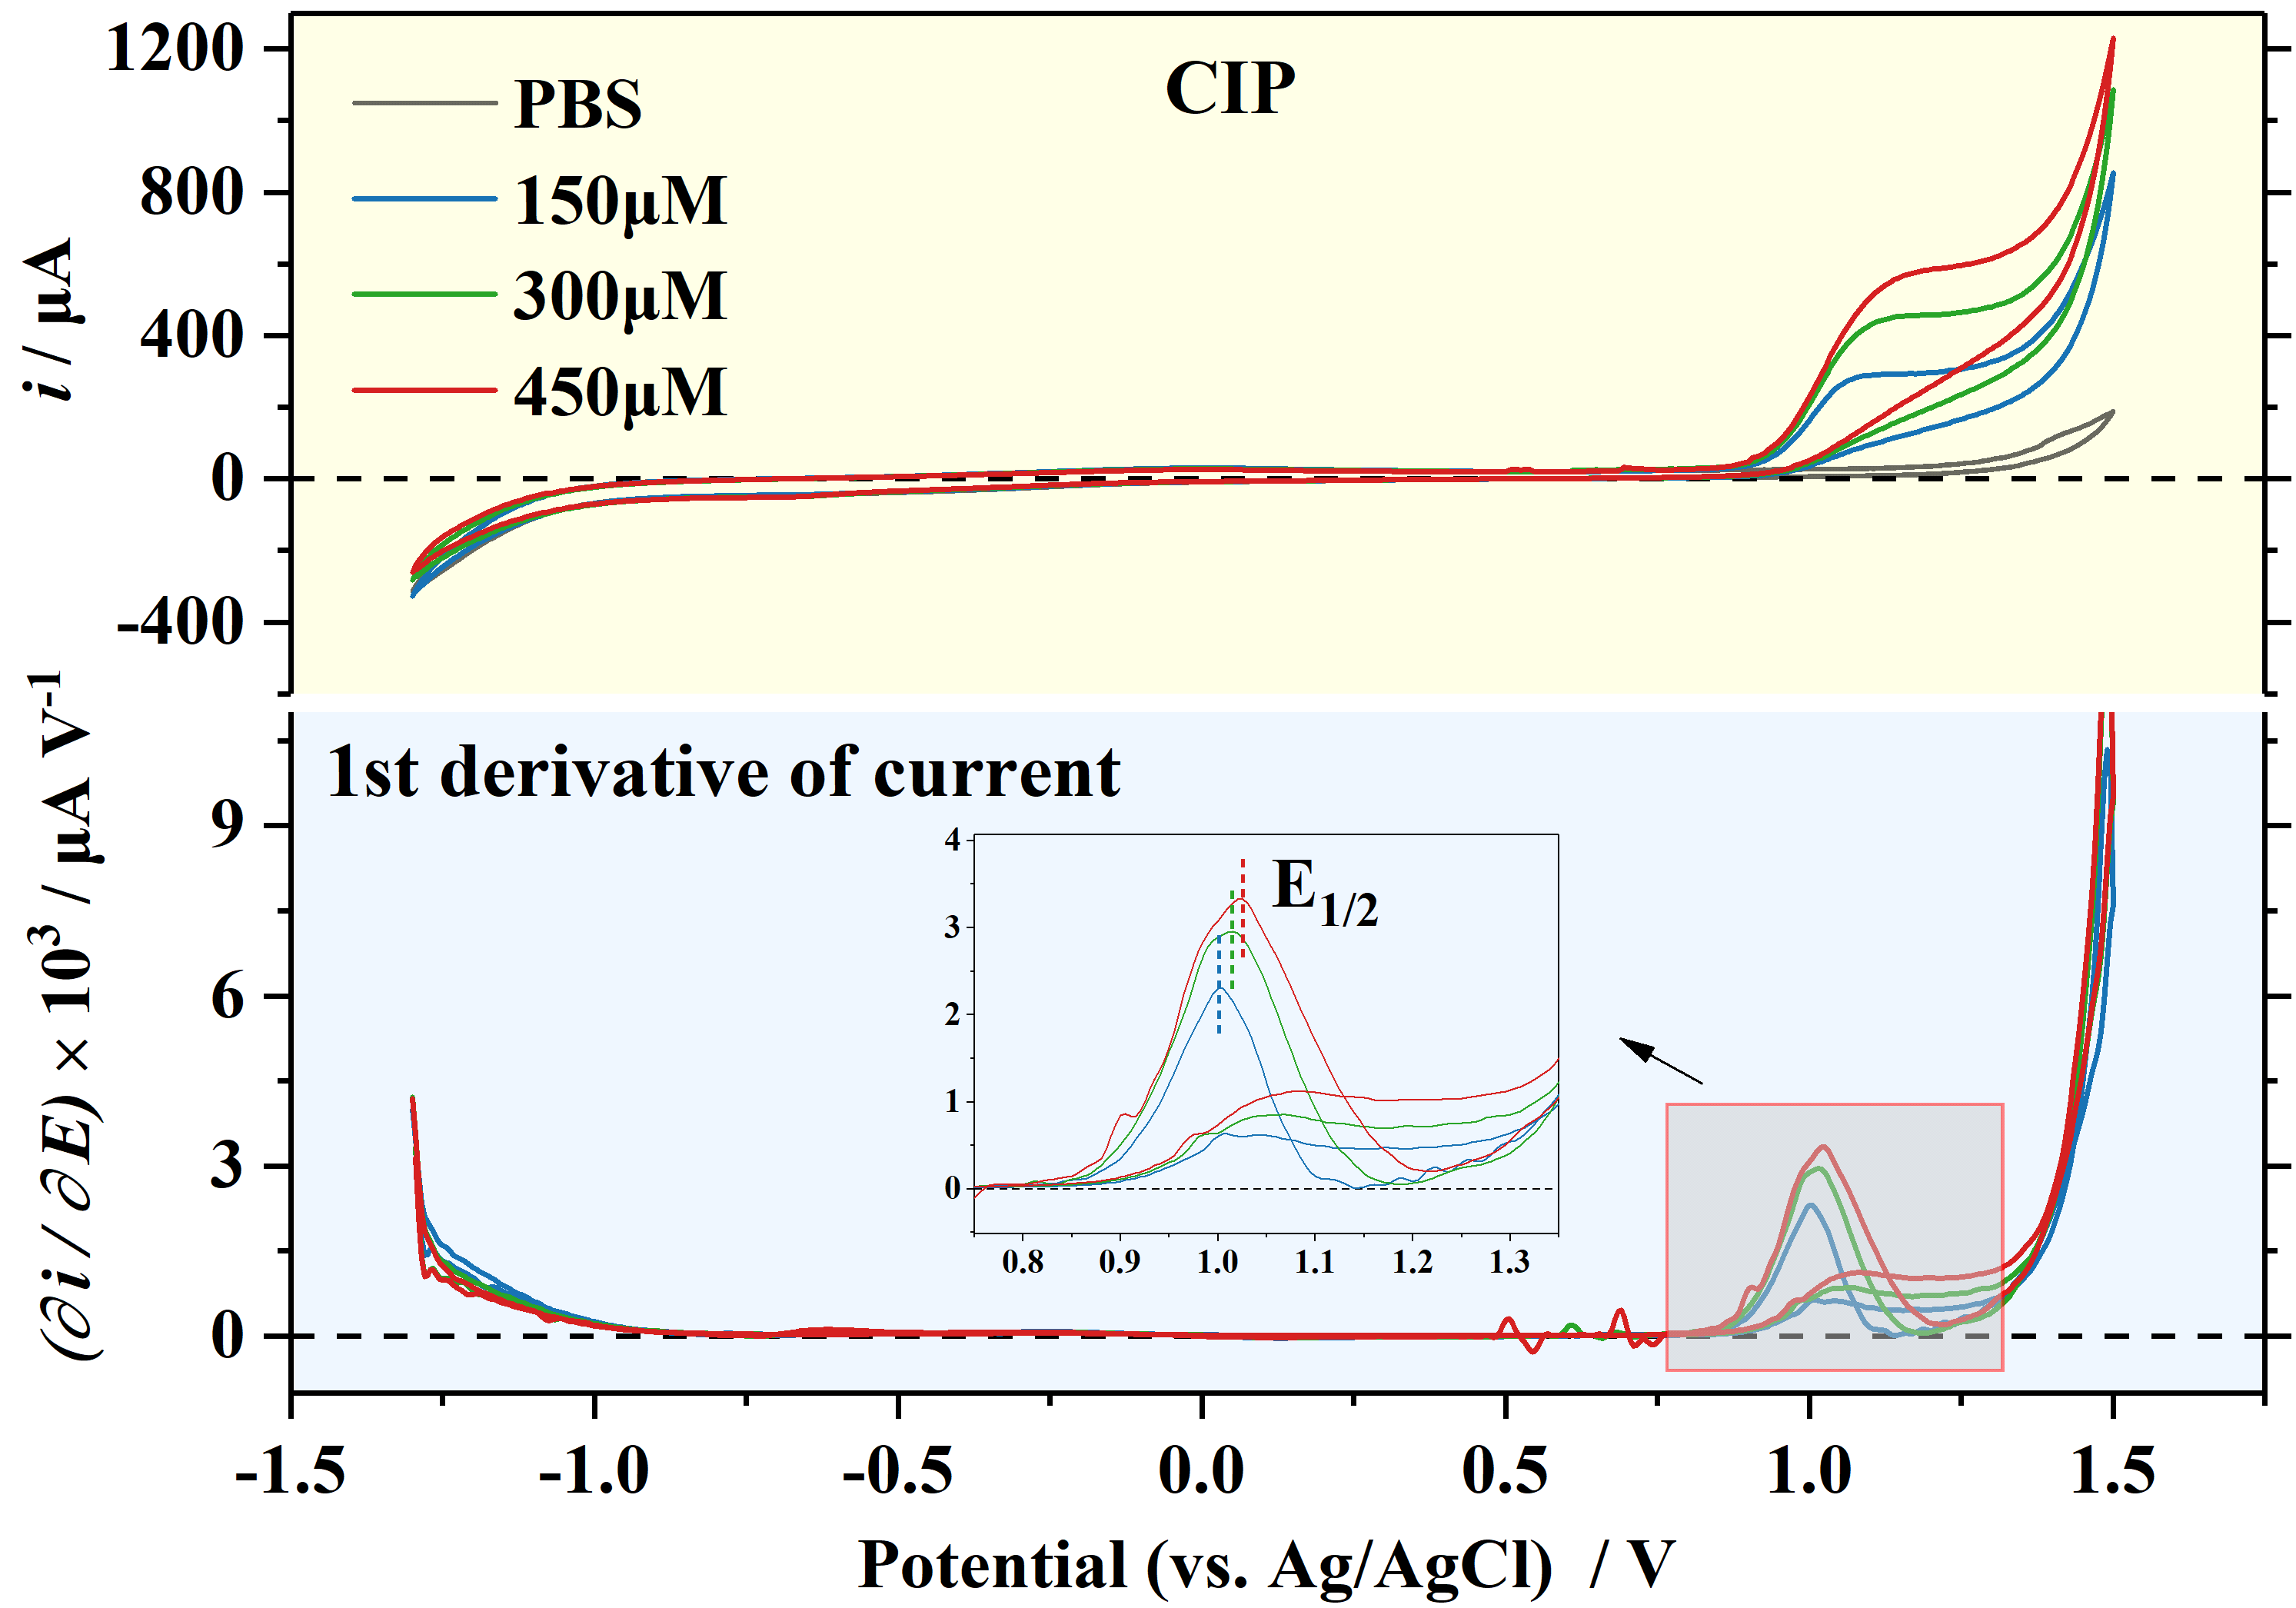 CIP
PBS
150μM
300μM
450μM
1200
800
400
0
-400
i / μA
1st derivative of current
9
6
3
0
(∂i / ∂E) × 10³ / μA V⁻¹
E1/2
4
3
2
1
0
0.8 0.9 1.0 1.1 1.2 1.3
-1.5 -1.0 -0.5 0.0 0.5 1.0 1.5
Potential (vs. Ag/AgCl) / V